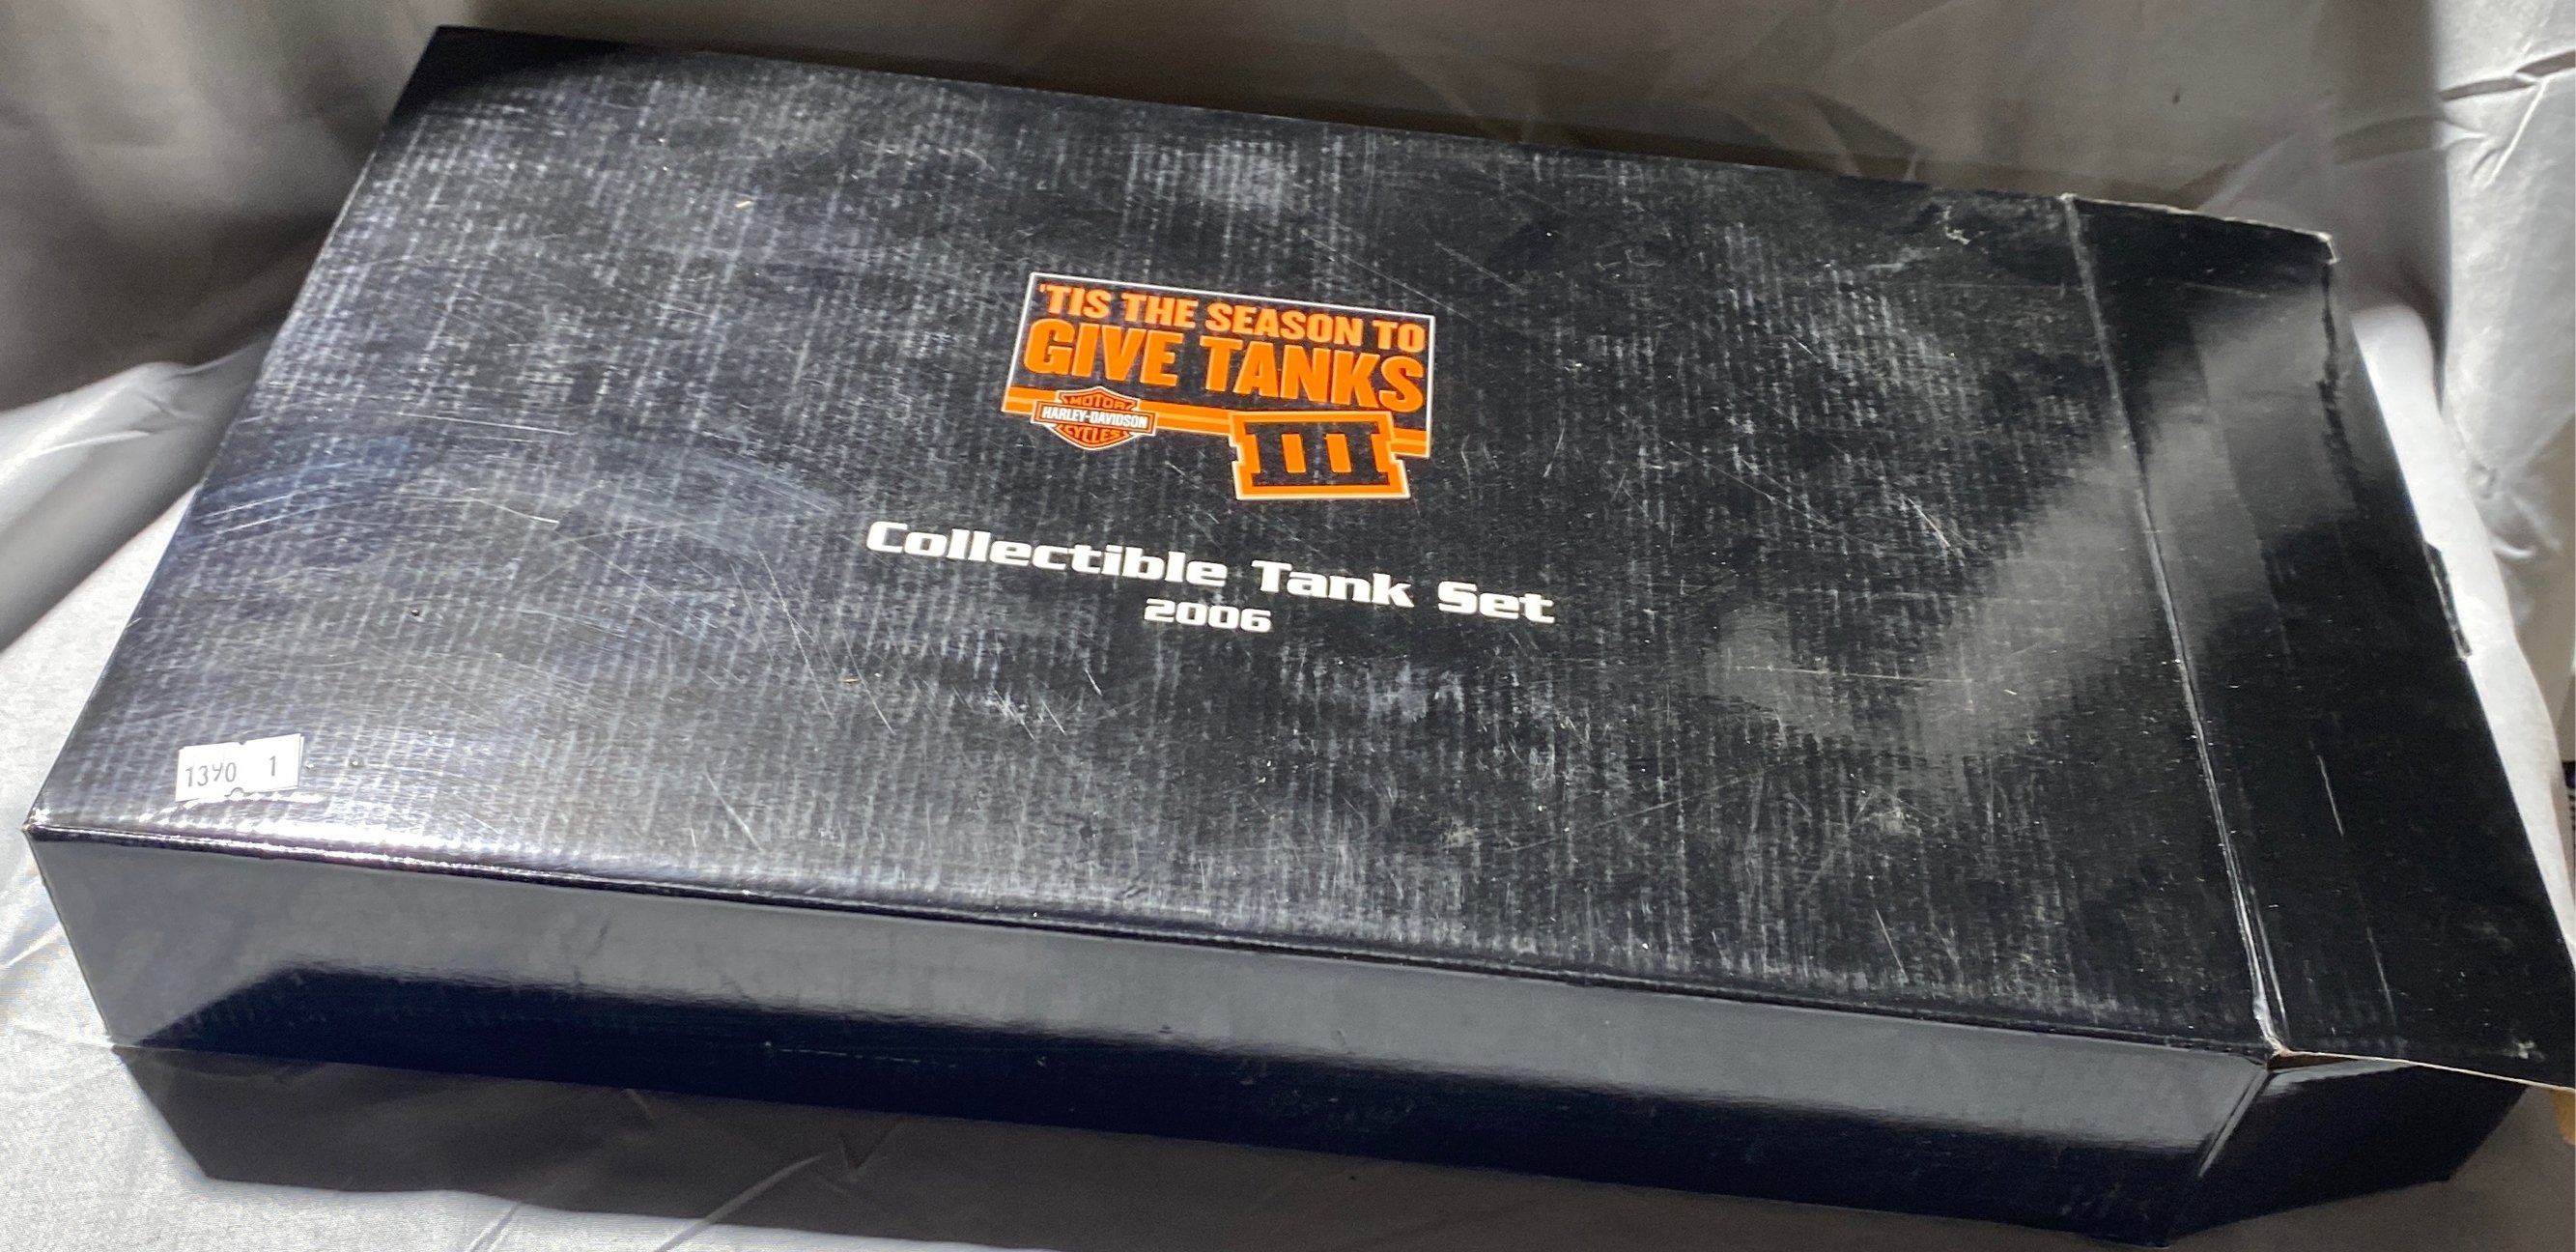 'TIS THE SEASON TO
GIVE TANKS
MOTOR
HARLEY-DAVIDSON
CYCLES
III
Collectible Tank Set
2006
1390 1